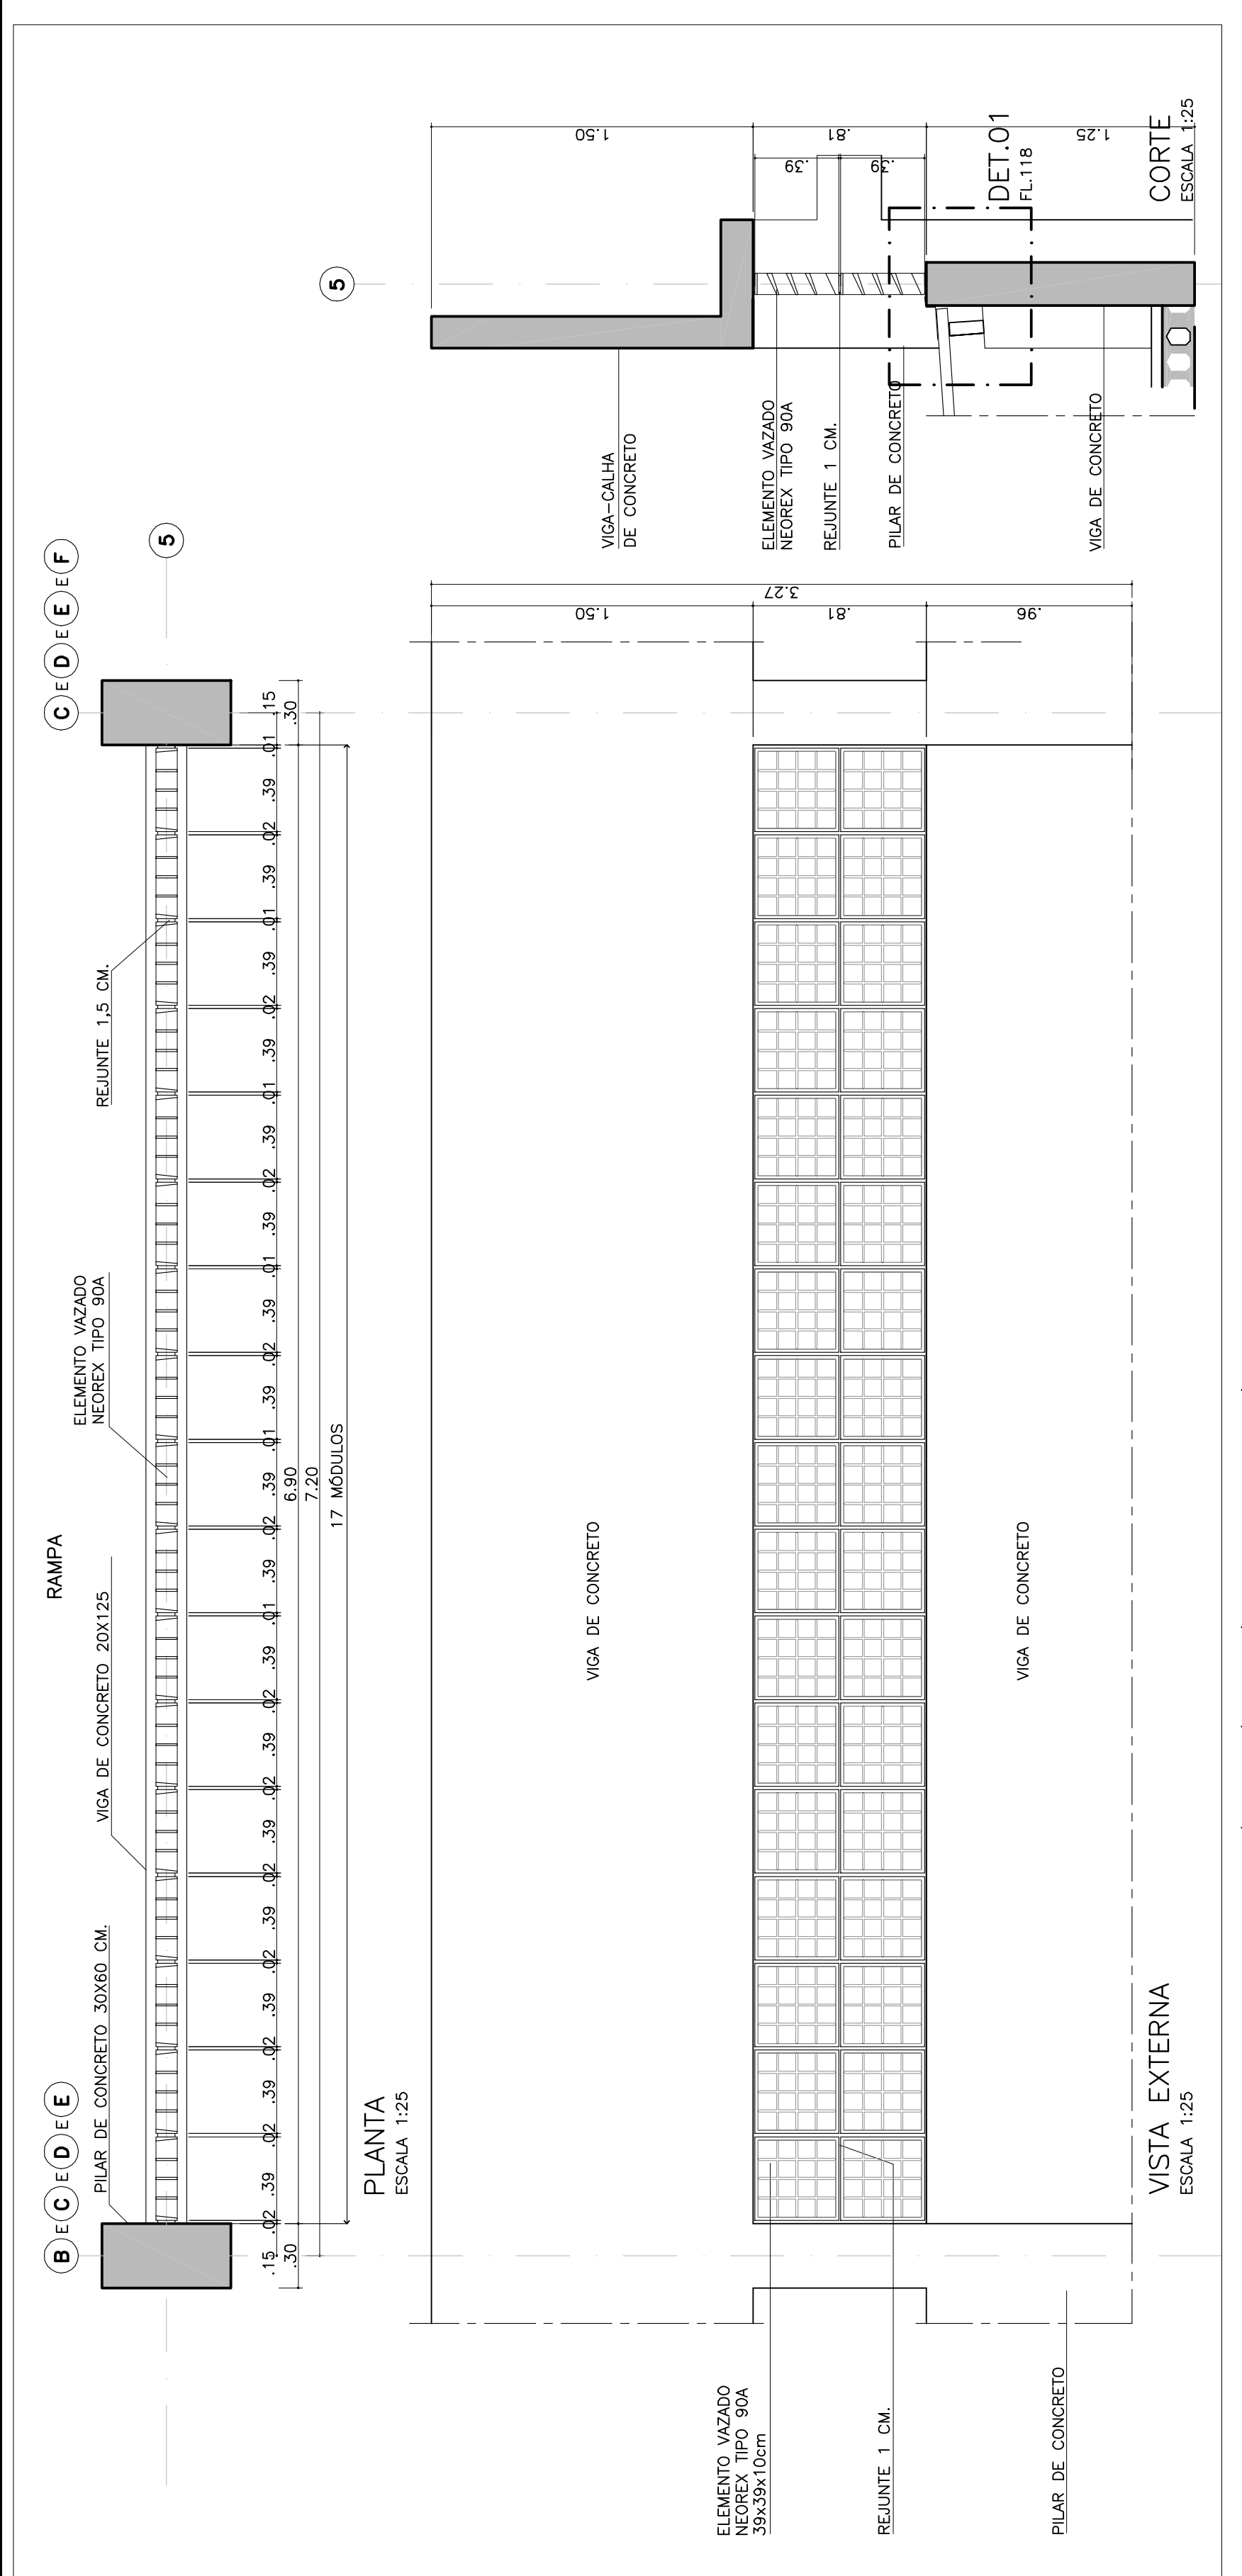 B E C E D E E
C E D E E E F
RAMPA
PILAR DE CONCRETO 30X60 CM.
VIGA DE CONCRETO 20X125
ELEMENTO VAZADO
NEOREX TIPO 90A
REJUNTE 1,5 CM.
5
.15 .02 .39 .02 .39 .02 .39 .02 .39 .02 .39 .02 .39 .02 .39 .01 .39 .02 .39 .01 .39 .02 .39 .01 .39 .02 .39 .01 .39 .02 .39 .01 .39 .02 .39 .01 .15
.30 6.90 .30
7.20
17 MÓDULOS
PLANTA
ESCALA 1:25
VIGA DE CONCRETO
ELEMENTO VAZADO
NEOREX TIPO 90A
39x39x10cm
REJUNTE 1 CM.
VIGA DE CONCRETO
PILAR DE CONCRETO
1.50
.81
.96
3.27
VISTA EXTERNA
ESCALA 1:25
5
VIGA-CALHA
DE CONCRETO
ELEMENTO VAZADO
NEOREX TIPO 90A
REJUNTE 1 CM.
PILAR DE CONCRETO
VIGA DE CONCRETO
1.50
.81
.39
.39
1.25
DET.01
FL.118
CORTE
ESCALA 1:25